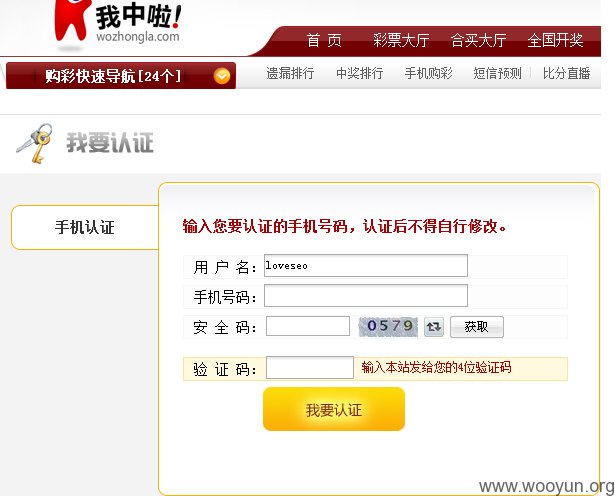 我中啦!
wozhongla.com
首 页 彩票大厅 合买大厅 全国开奖
购彩快速导航[24个]
遗漏排行 中奖排行 手机购彩 短信预测 比分直播
我要认证
手机认证
输入您要认证的手机号码，认证后不得自行修改。
用 户 名： loveseo
手机号码：
安 全 码： 0579 获取
验 证 码： 输入本站发给您的4位验证码
我要认证
www.wooyun.org